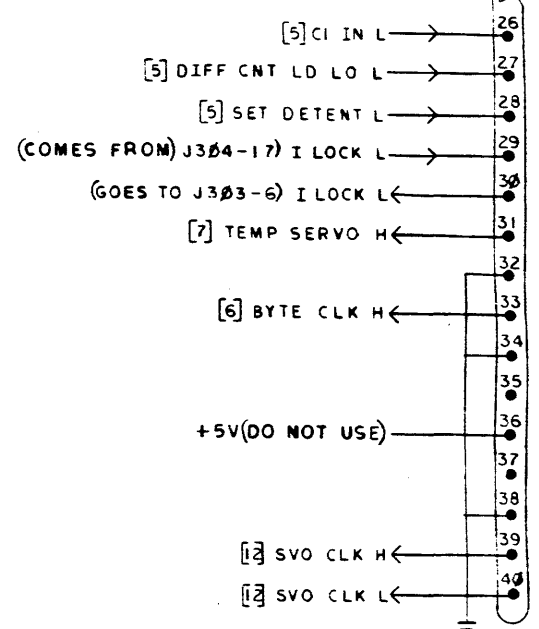 26
[5] CI IN L
27
[5] DIFF CNT LD LO L
28
[5] SET DETENT L
29
(COMES FROM) J3Ø4-17) I LOCK L
3Ø
(GOES TO J3Ø3-6) I LOCK L
31
[7] TEMP SERVO H
32
33
[6] BYTE CLK H
34
35
36
+5V(DO NOT USE)
37
38
39
[12] SVO CLK H
4Ø
[12] SVO CLK L